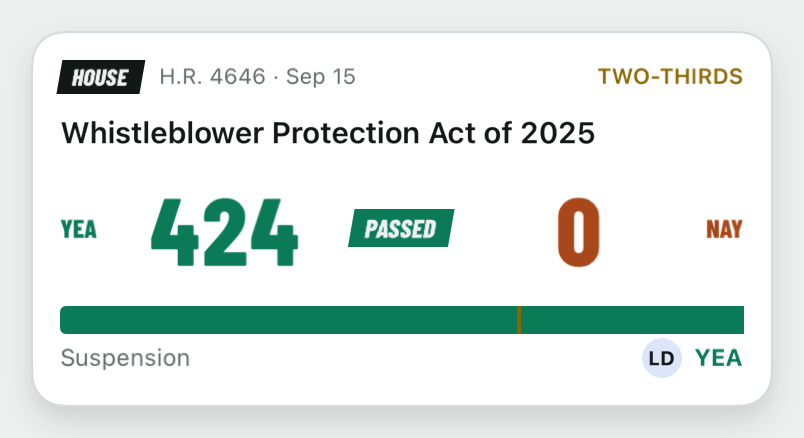 HOUSE H.R. 4646 · Sep 15 TWO-THIRDS
Whistleblower Protection Act of 2025
YEA 424 PASSED 0 NAY
Suspension LD YEA